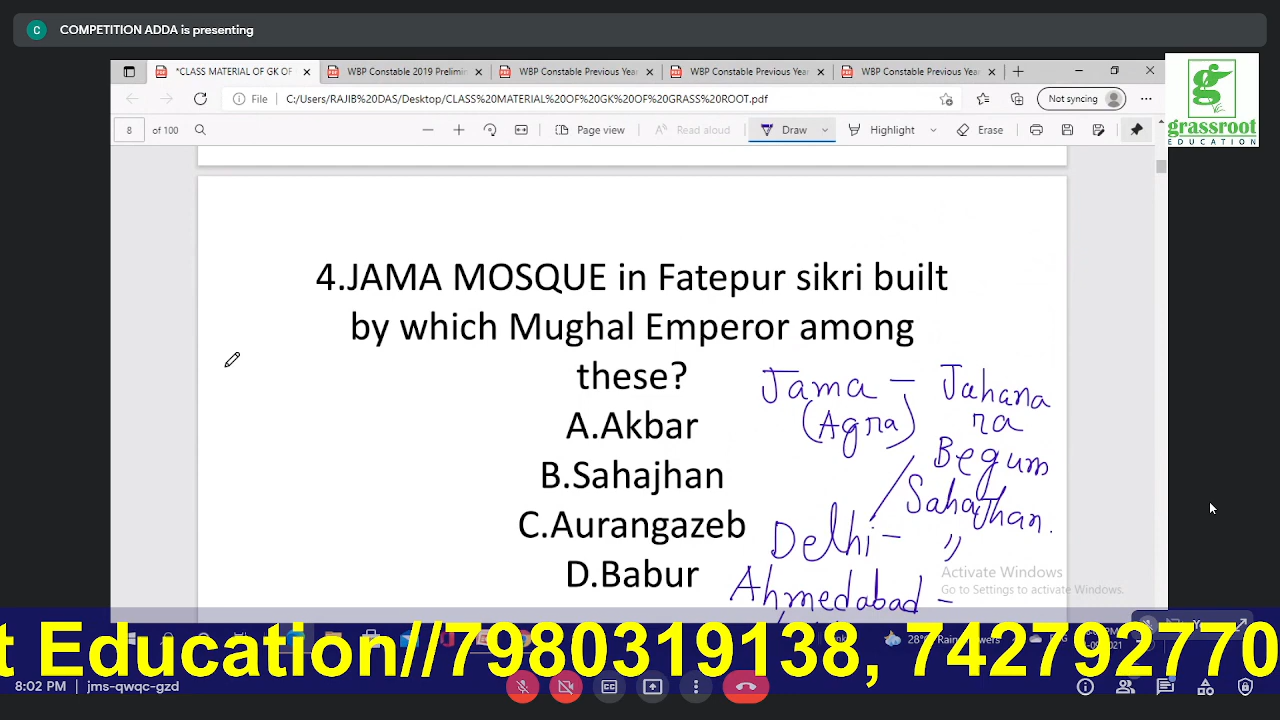 C COMPETITION ADDA is presenting
*CLASS MATERIAL OF GK OF
WBP Constable 2019 Prelimin
WBP Constable Previous Year
WBP Constable Previous Year
WBP Constable Previous Year
File C:/Users/RAJIB%20DAS/Desktop/CLASS%20MATERIAL%20OF%20GK%20OF%20GRASS%20ROOT.pdf
Not syncing
grassroot
EDUCATION
8 of 100
Page view
Read aloud
Draw
Highlight
Erase
4.JAMA MOSQUE in Fatepur sikri built
by which Mughal Emperor among
these?
A.Akbar
B.Sahajhan
C.Aurangazeb
D.Babur
Jama – Jahana
(Agra) ra
Begum
/ Sahajhan.
Delhi – "
Ahmedabad –
Activate Windows
Go to Settings to activate Windows.
t Education//7980319138, 742792770
8:02 PM | jms-qwqc-gzd